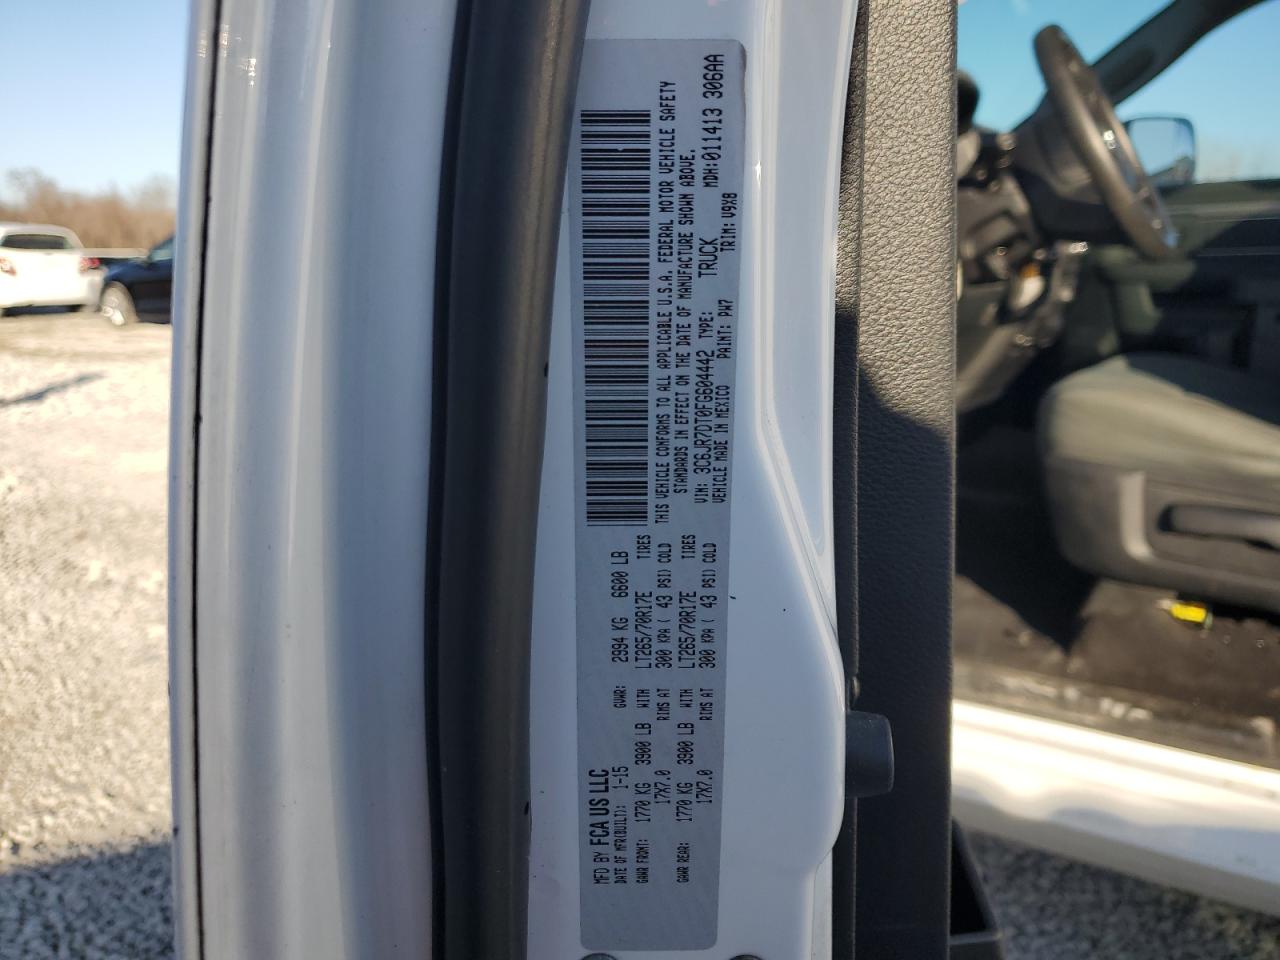 MFD BY FCA US LLC
DATE OF MFR(BUILT): 1-15 GVWR: 2994 KG 6600 LB
GAWR FRONT: 1770 KG 3900 LB WITH LT265/70R17E TIRES
17X7.0 RIMS AT 300 KPA ( 43 PSI) COLD
GAWR REAR: 1770 KG 3900 LB WITH LT265/70R17E TIRES
17X7.0 RIMS AT 300 KPA ( 43 PSI) COLD
THIS VEHICLE CONFORMS TO ALL APPLICABLE U.S.A. FEDERAL MOTOR VEHICLE SAFETY
STANDARDS IN EFFECT ON THE DATE OF MANUFACTURE SHOWN ABOVE.
VIN: 3C6JR7DT0FG604442 TYPE: TRUCK MDH:011413 306AA
VEHICLE MADE IN MEXICO PAINT: PW7 TRIM: V9X8